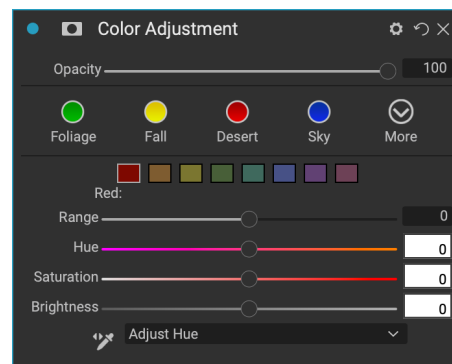 Color Adjustment
Opacity 100
Foliage Fall Desert Sky More
Red:
Range 0
Hue 0
Saturation 0
Brightness 0
Adjust Hue